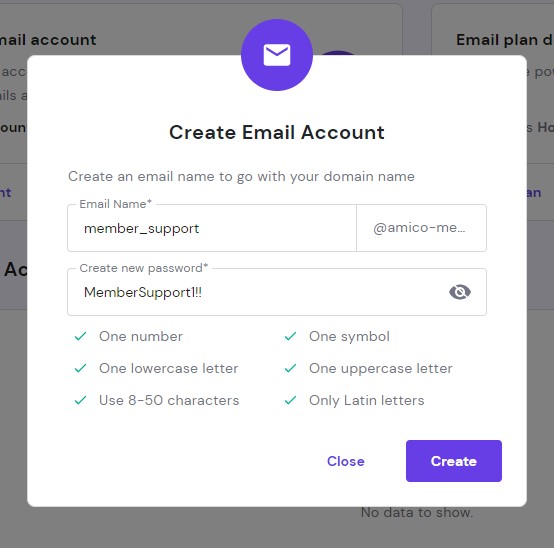 mail account
Email plan d
acc
e po
ails a
oun
s Ho
nt
an
Ac
Create Email Account
Create an email name to go with your domain name
Email Name*
member_support
@amico-me...
Create new password*
MemberSupport1!!
One number
One symbol
One lowercase letter
One uppercase letter
Use 8-50 characters
Only Latin letters
Close
Create
No data to show.